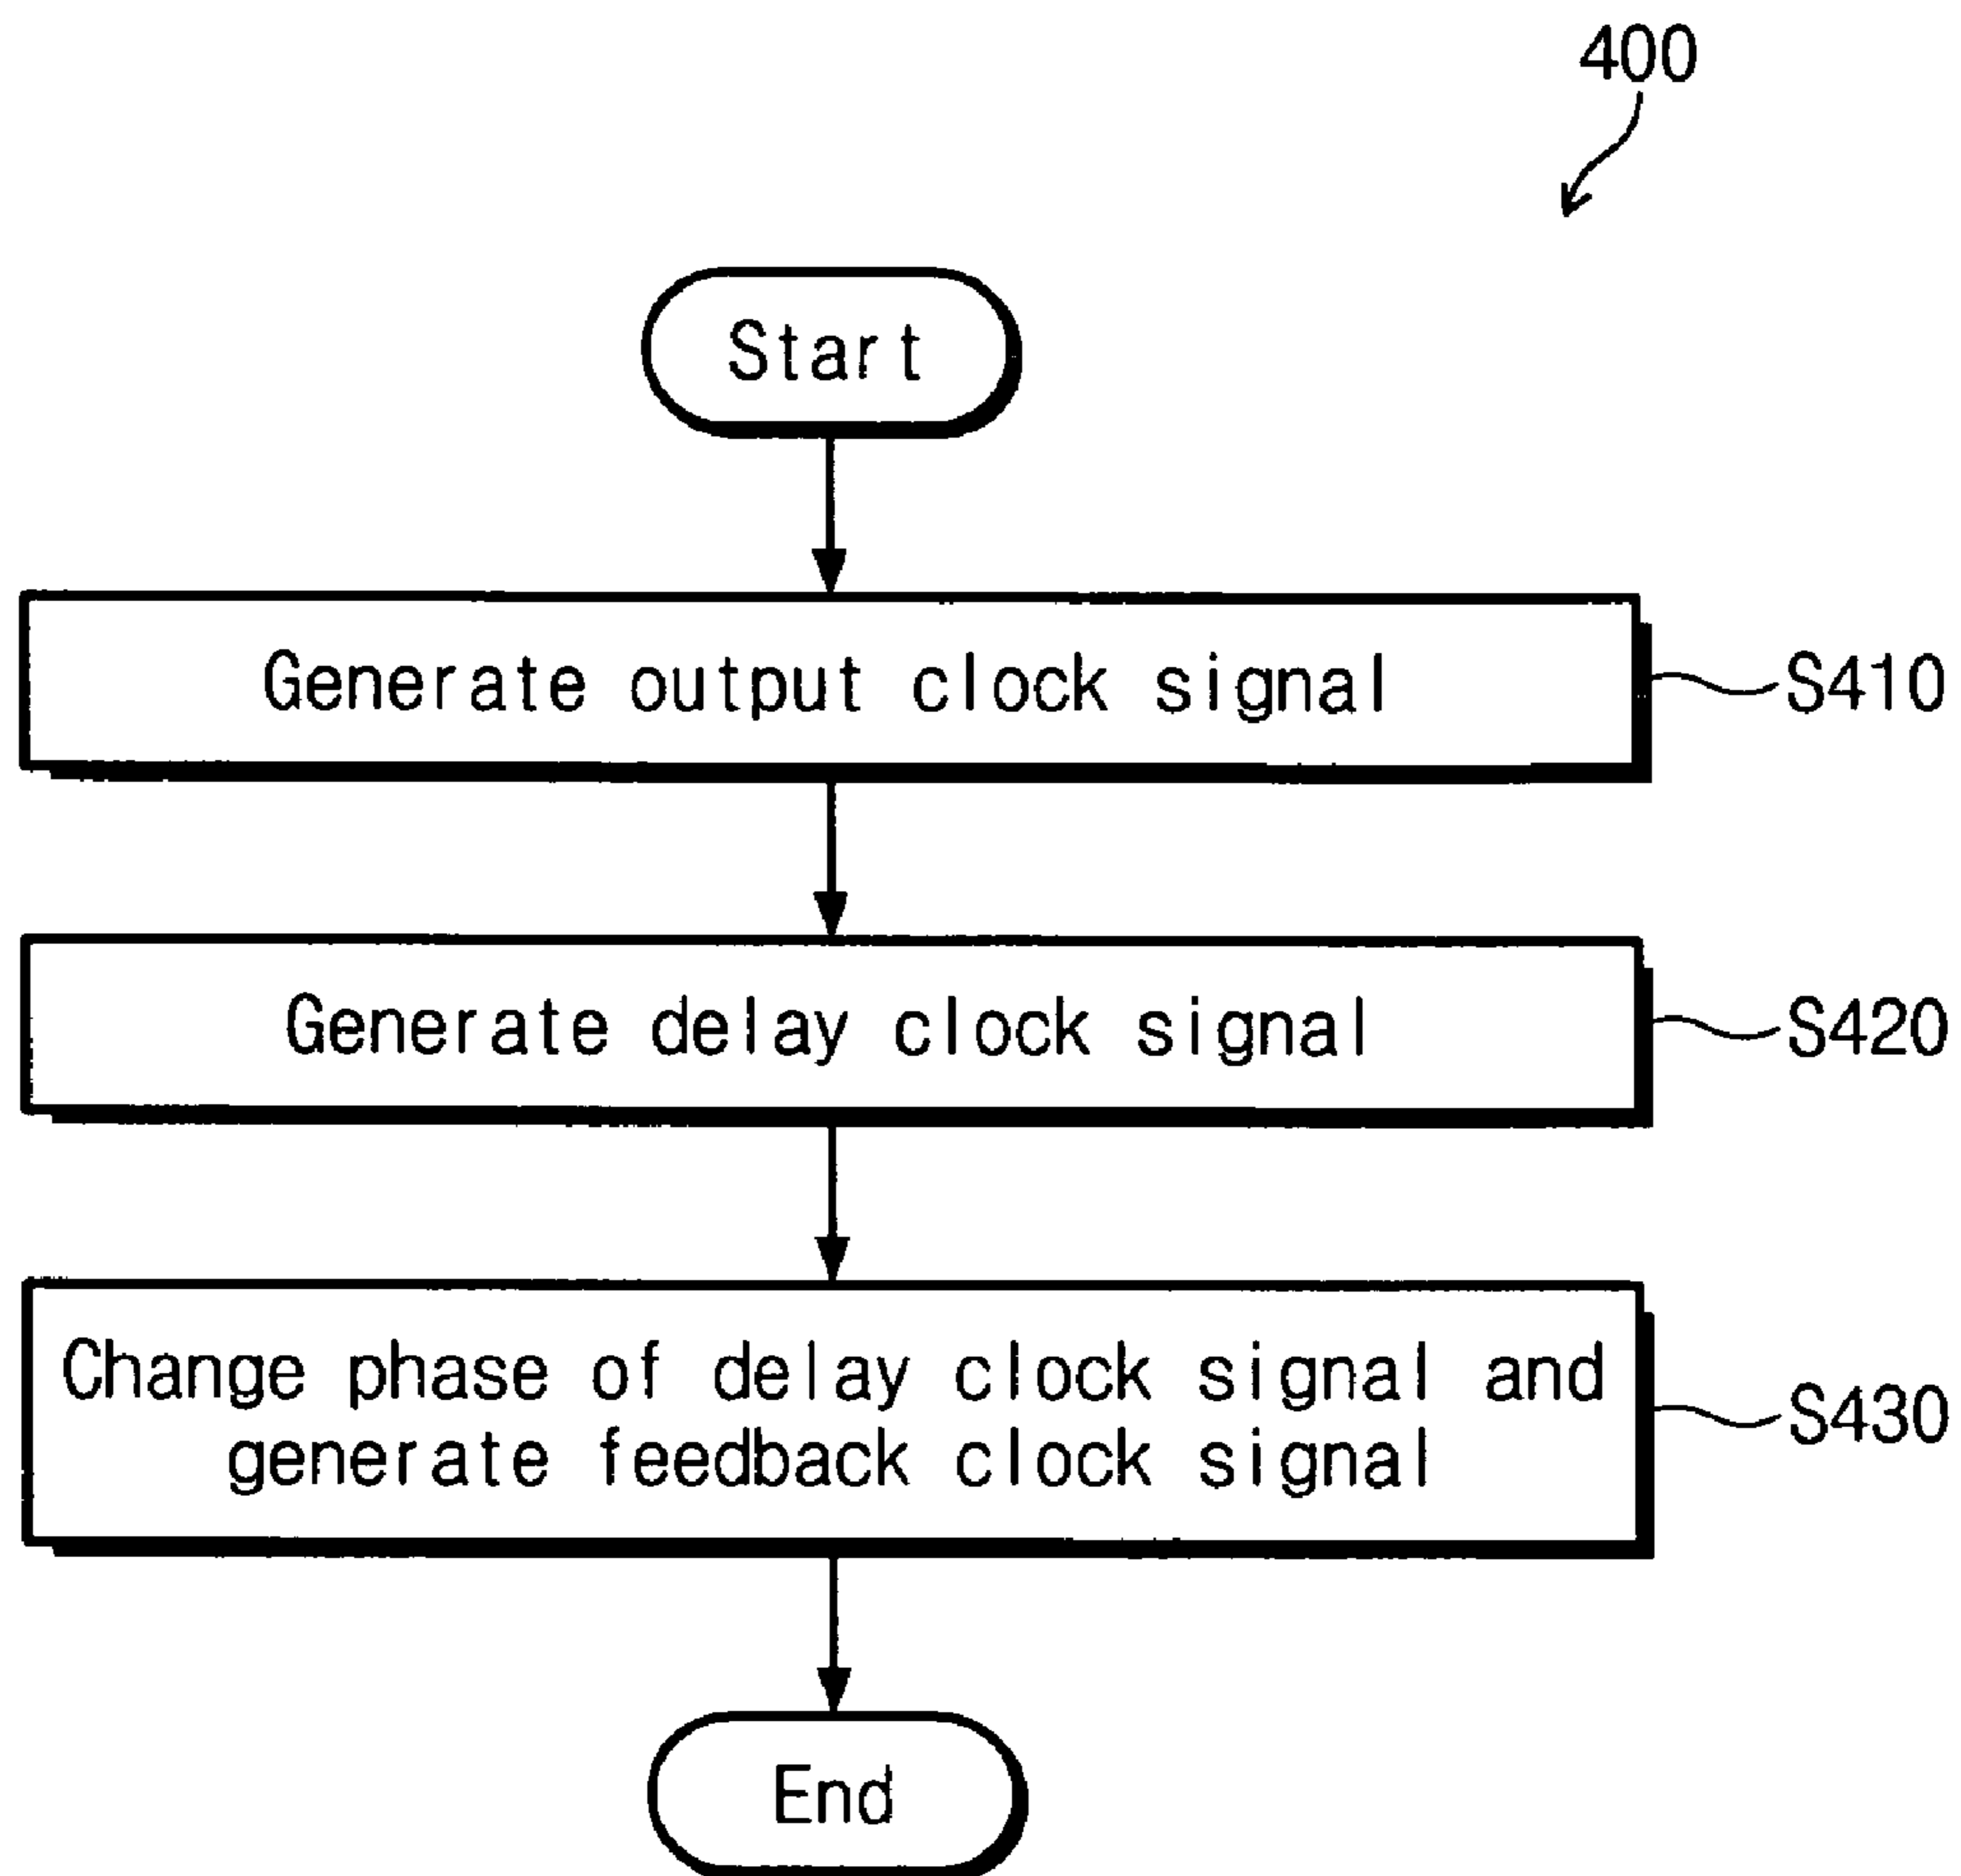 400
Start
Generate output clock signal
S410
Generate delay clock signal
S420
Change phase of delay clock signal and
generate feedback clock signal
S430
End